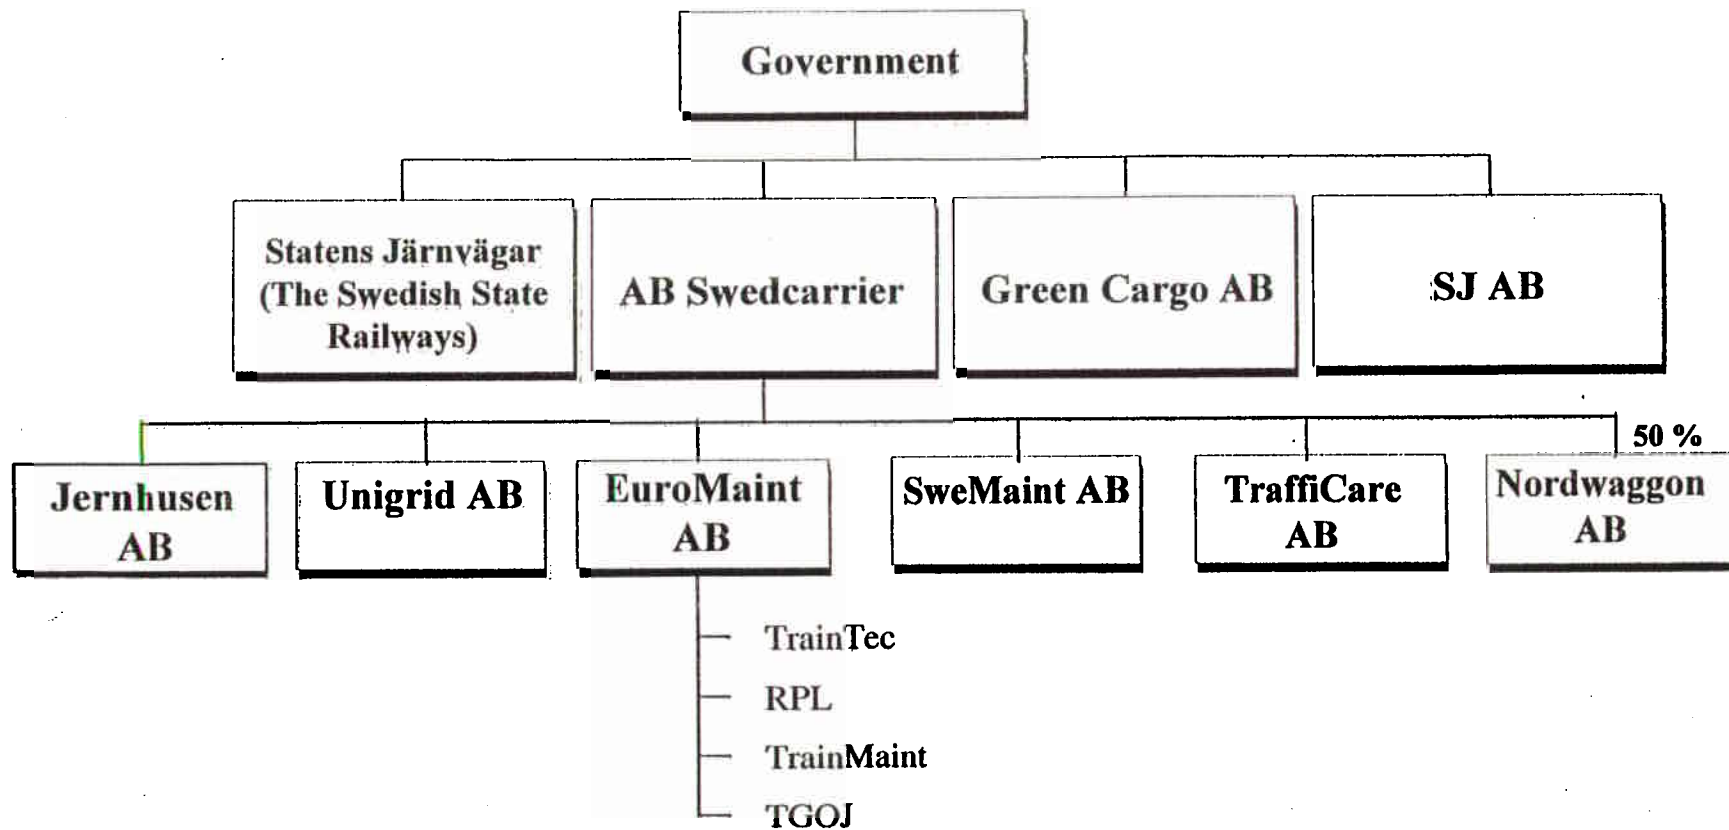 Government
Statens Järnvägar
(The Swedish State
Railways)
AB Swedcarrier
Green Cargo AB
SJ AB
50 %
Jernhusen
AB
Unigrid AB
EuroMaint
AB
SweMaint AB
TraffiCare
AB
Nordwaggon
AB
TrainTec
RPL
TrainMaint
TGOJ